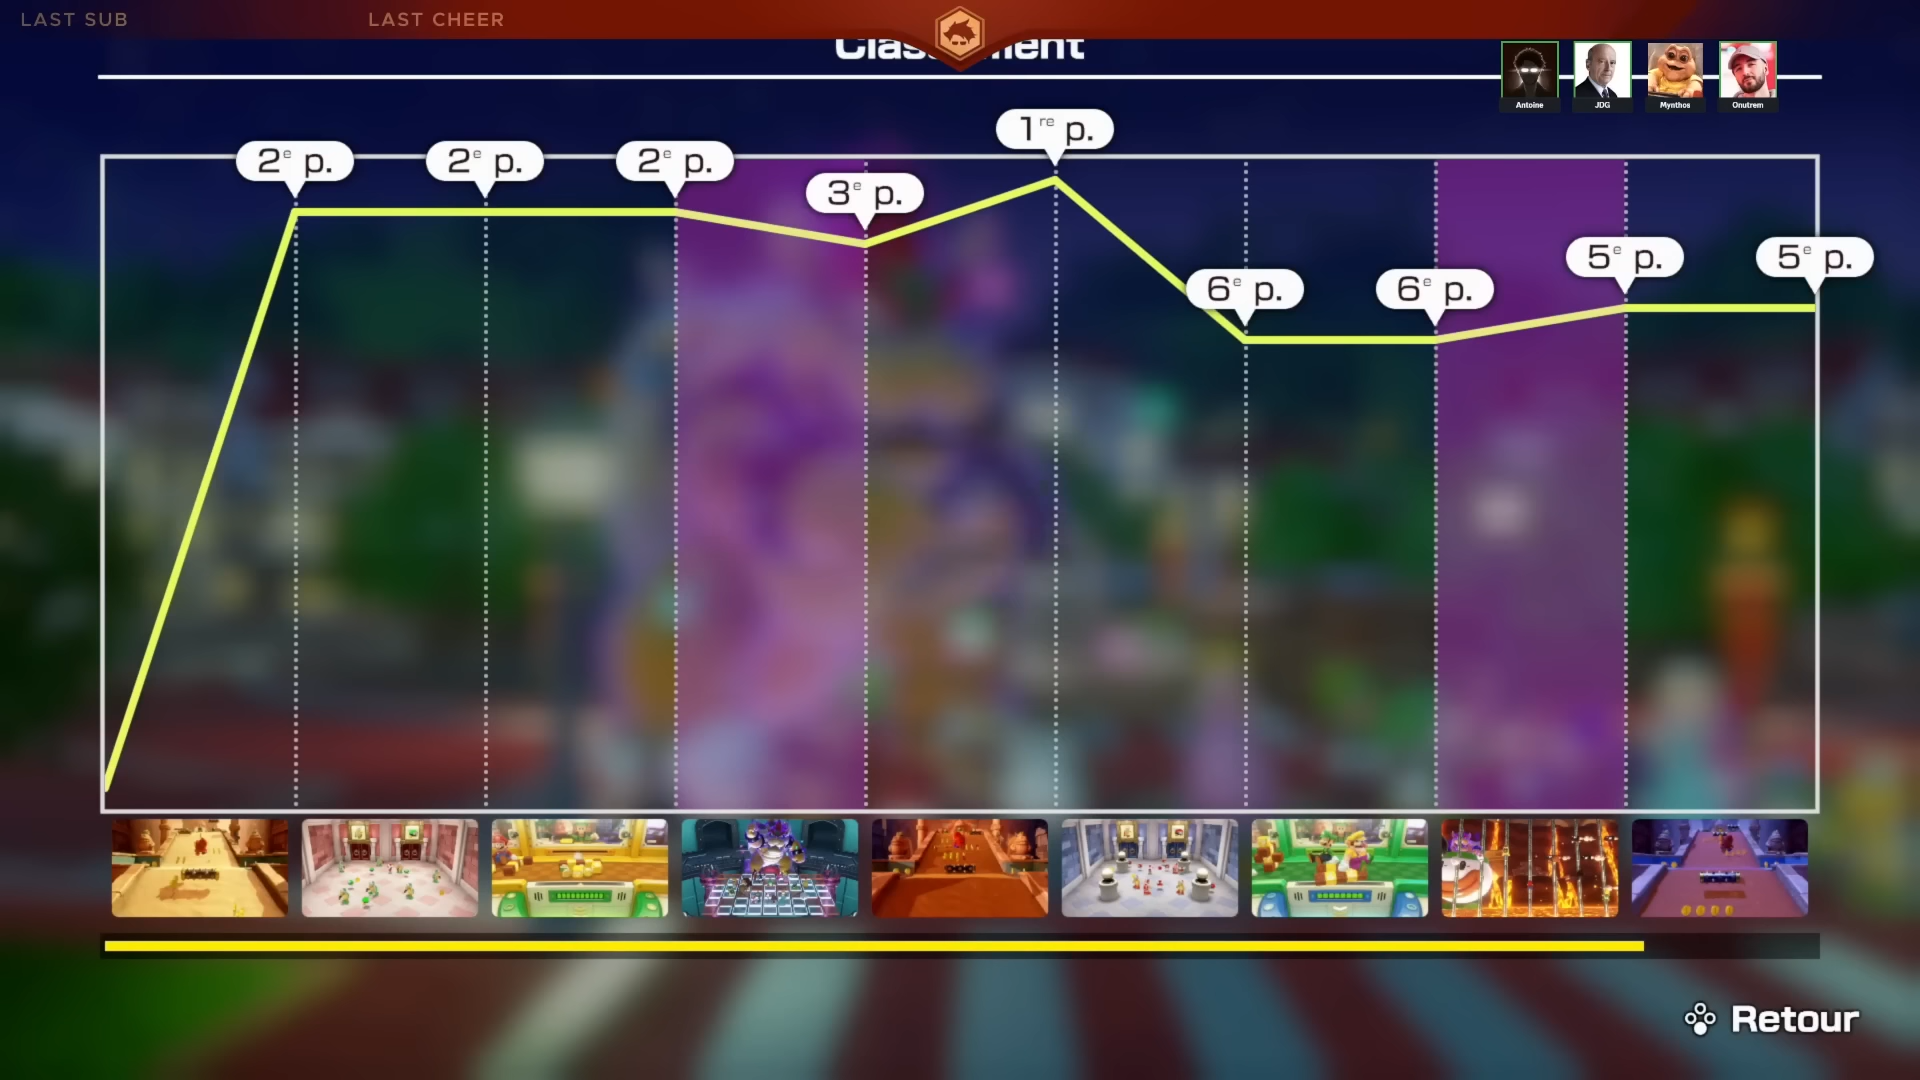 LAST SUB
LAST CHEER
Antoine
JDG
Mynthos
Onutrem
2e p.
2e p.
2e p.
3e p.
1re p.
6e p.
6e p.
5e p.
5e p.
Retour